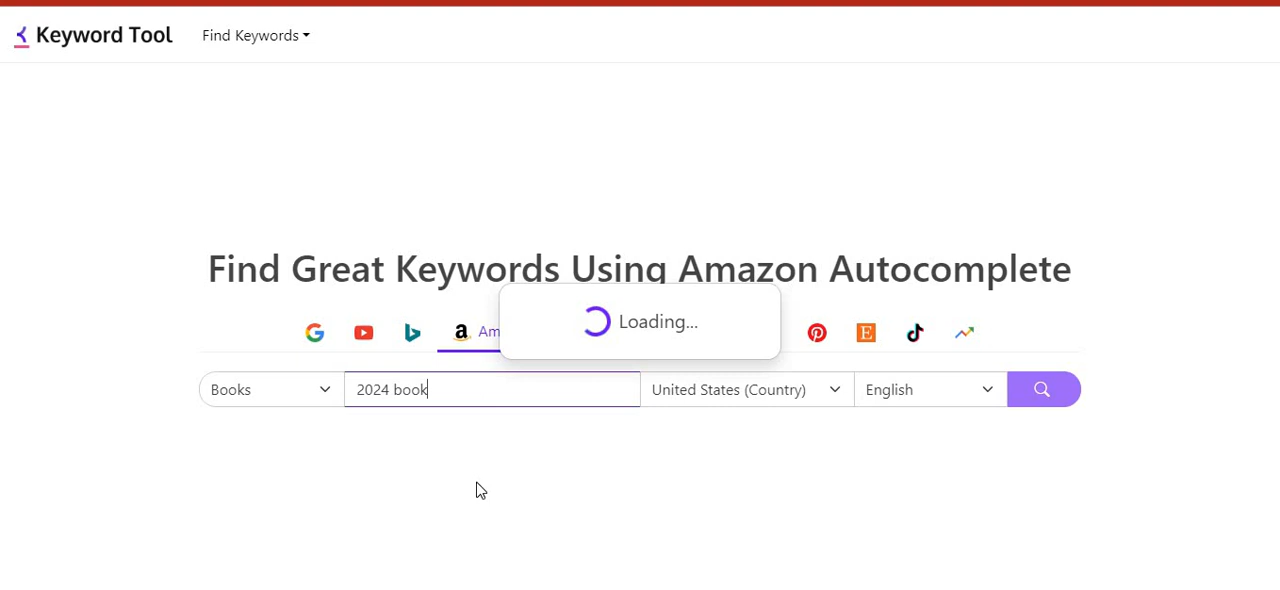 Keyword Tool
Find Keywords
Find Great Keywords Using Amazon Autocomplete
Am
Loading...
Books
2024 book
United States (Country)
English